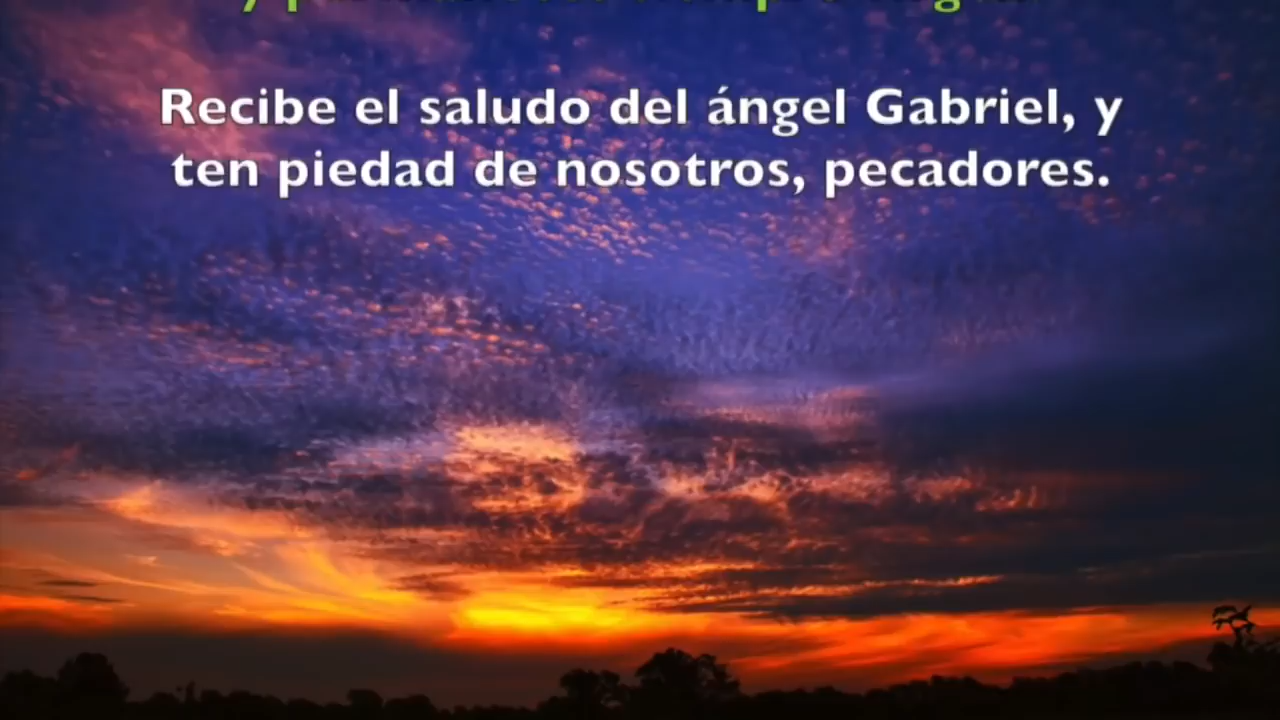 Recibe el saludo del ángel Gabriel, y
ten piedad de nosotros, pecadores.